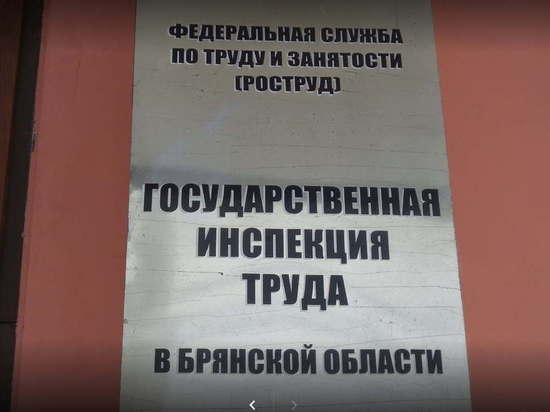 ФЕДЕРАЛЬНАЯ СЛУЖБА
ПО ТРУДУ И ЗАНЯТОСТИ
(РОСТРУД)
ГОСУДАРСТВЕННАЯ
ИНСПЕКЦИЯ
ТРУДА
В БРЯНСКОЙ ОБЛАСТИ